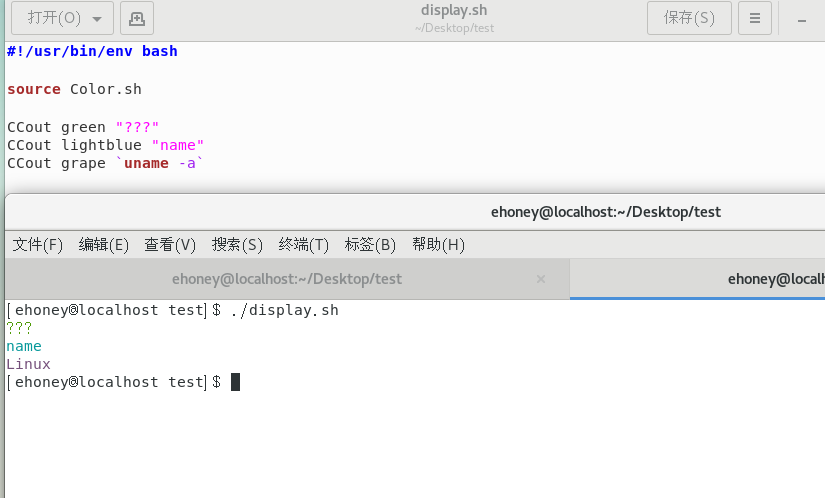 打开(O)
display.sh
~/Desktop/test
保存(S)
#!/usr/bin/env bash
source Color.sh
CCout green "???"
CCout lightblue "name"
CCout grape `uname -a`
ehoney@localhost:~/Desktop/test
文件(F) 编辑(E) 查看(V) 搜索(S) 终端(T) 标签(B) 帮助(H)
ehoney@localhost:~/Desktop/test ×
ehoney@local
[ehoney@localhost test]$ ./display.sh
???
name
Linux
[ehoney@localhost test]$